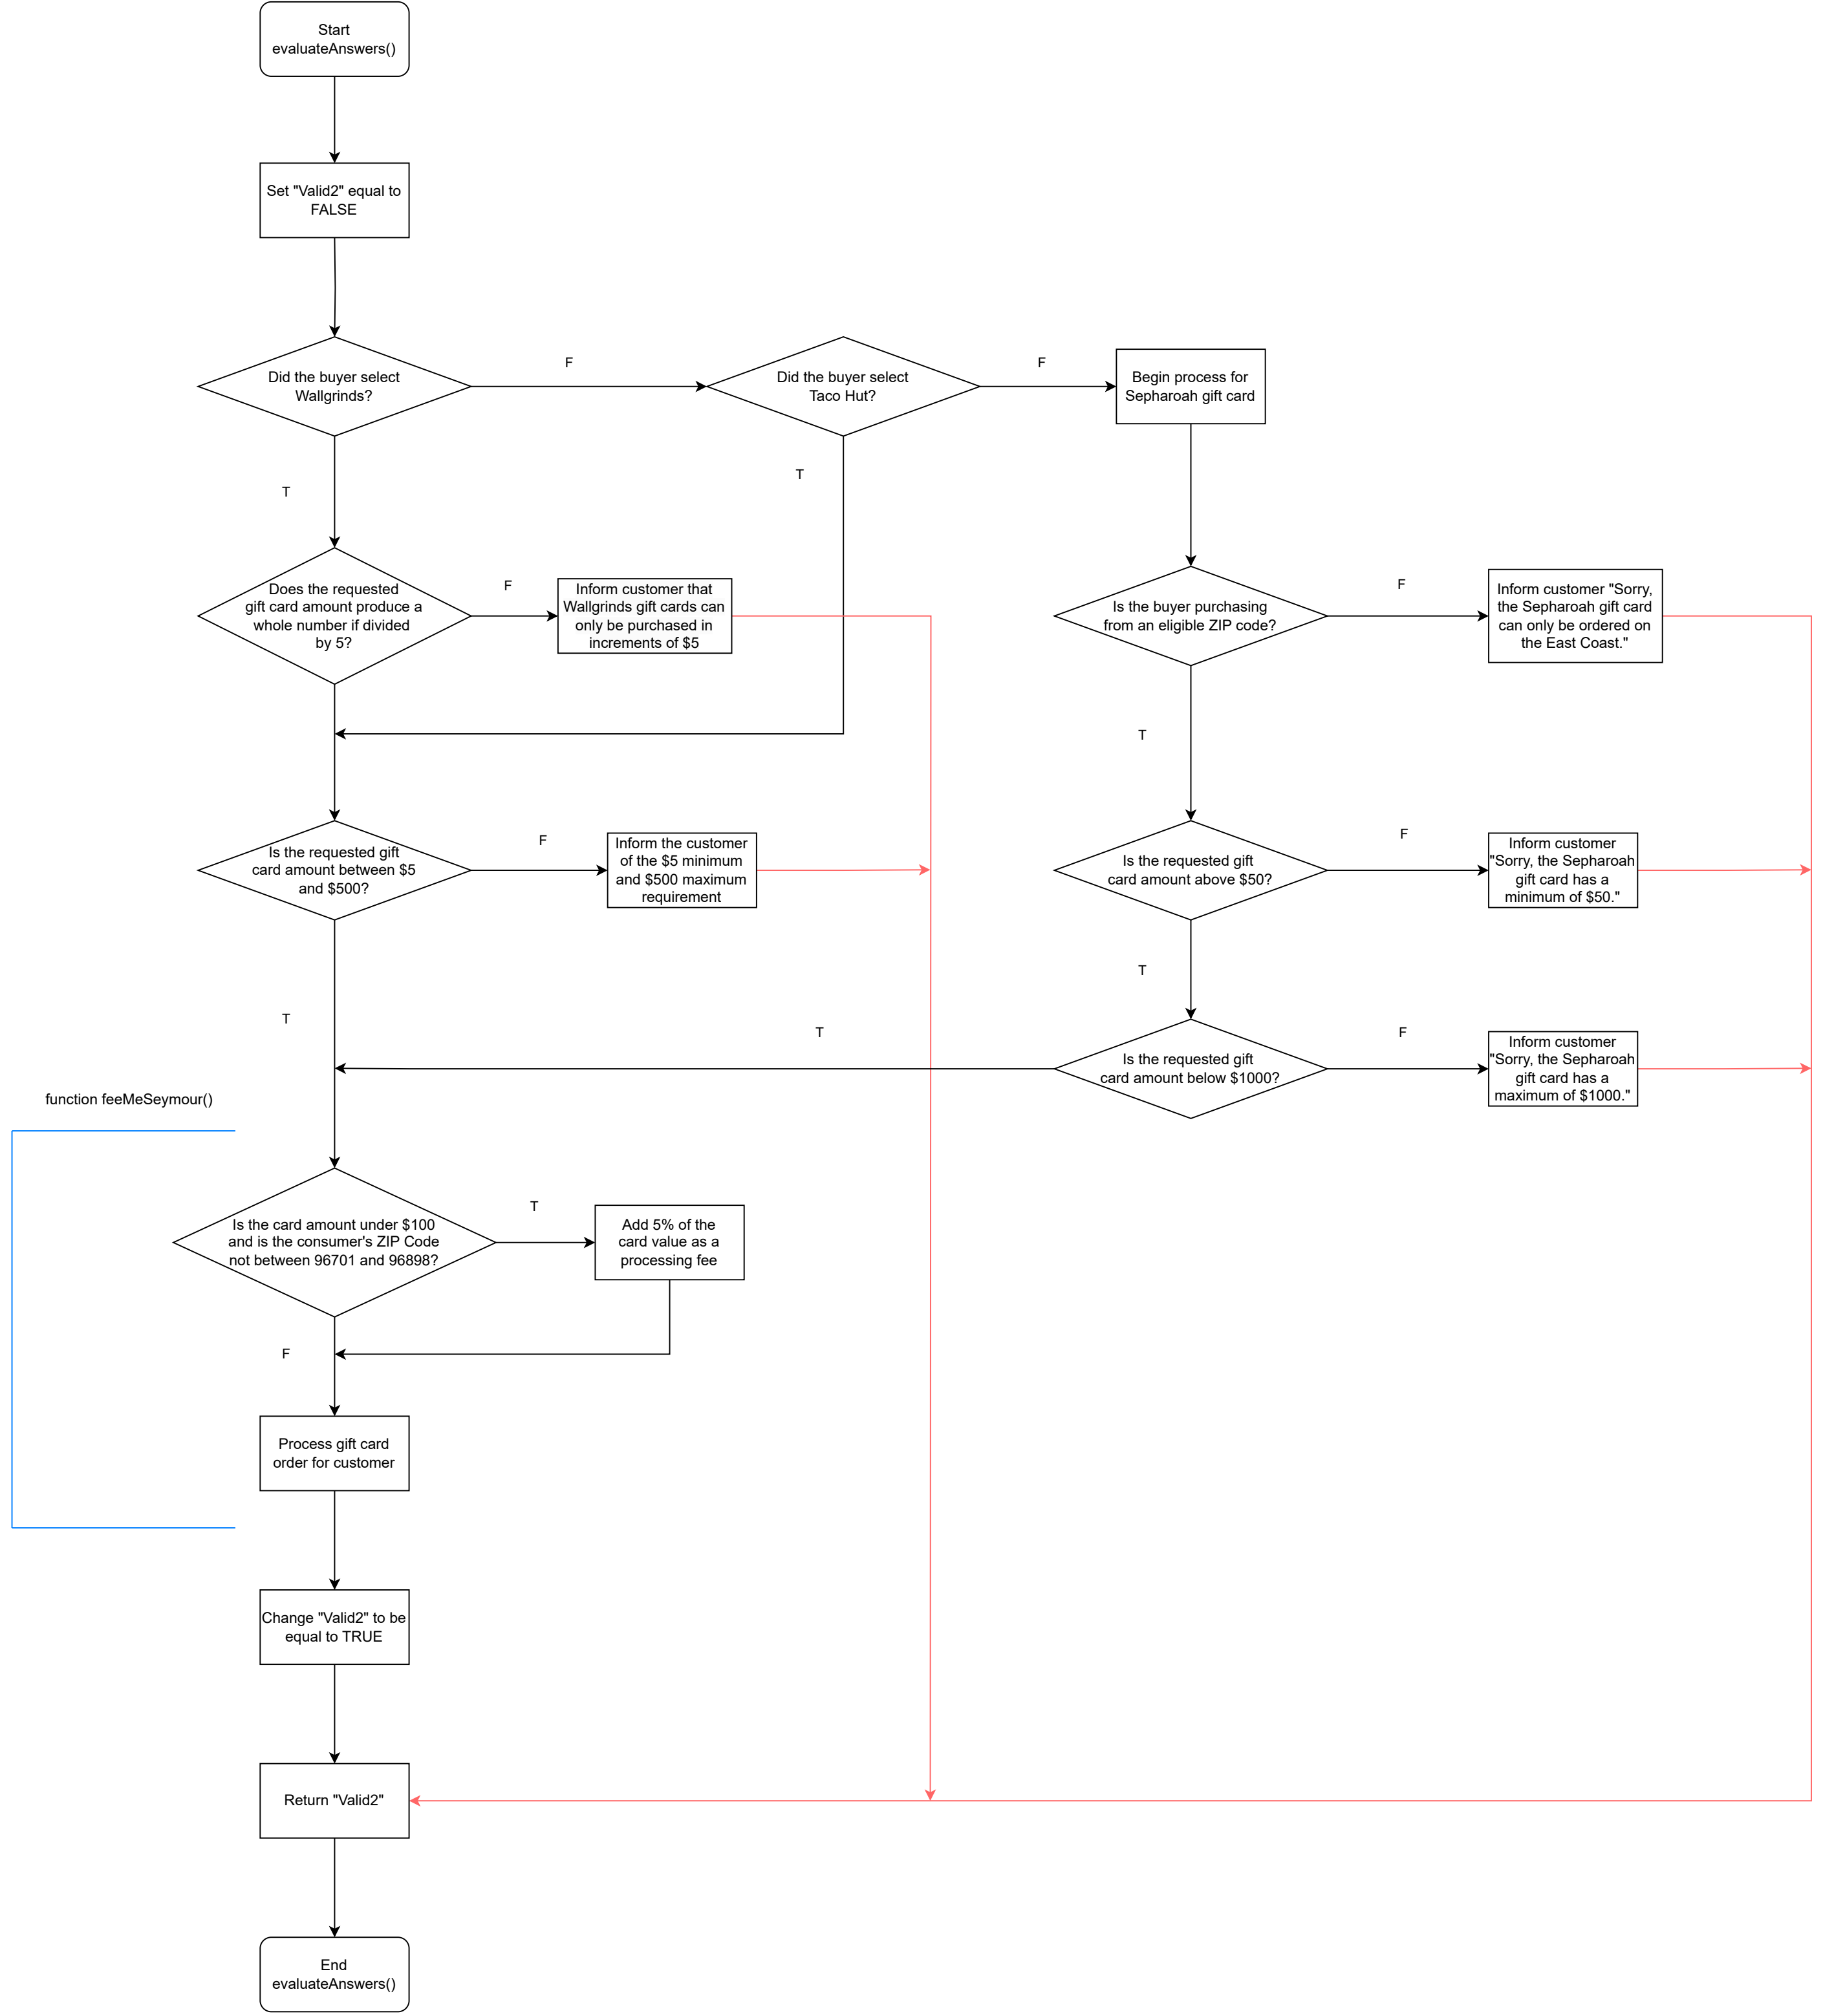 Start
evaluateAnswers()
Set "Valid2" equal to
FALSE
Did the buyer select
Wallgrinds?
F
Did the buyer select
Taco Hut?
F
Begin process for
Sepharoah gift card
T
T
Does the requested
gift card amount produce a
whole number if divided
by 5?
F
Inform customer that
Wallgrinds gift cards can
only be purchased in
increments of $5
Is the buyer purchasing
from an eligible ZIP code?
F
Inform customer "Sorry,
the Sepharoah gift card
can only be ordered on
the East Coast."
T
Is the requested gift
card amount between $5
and $500?
F
Inform the customer
of the $5 minimum
and $500 maximum
requirement
Is the requested gift
card amount above $50?
F
Inform customer
"Sorry, the Sepharoah
gift card has a
minimum of $50."
T
T
T
Is the requested gift
card amount below $1000?
F
Inform customer
"Sorry, the Sepharoah
gift card has a
maximum of $1000."
function feeMeSeymour()
Is the card amount under $100
and is the consumer's ZIP Code
not between 96701 and 96898?
T
Add 5% of the
card value as a
processing fee
F
Process gift card
order for customer
Change "Valid2" to be
equal to TRUE
Return "Valid2"
End
evaluateAnswers()